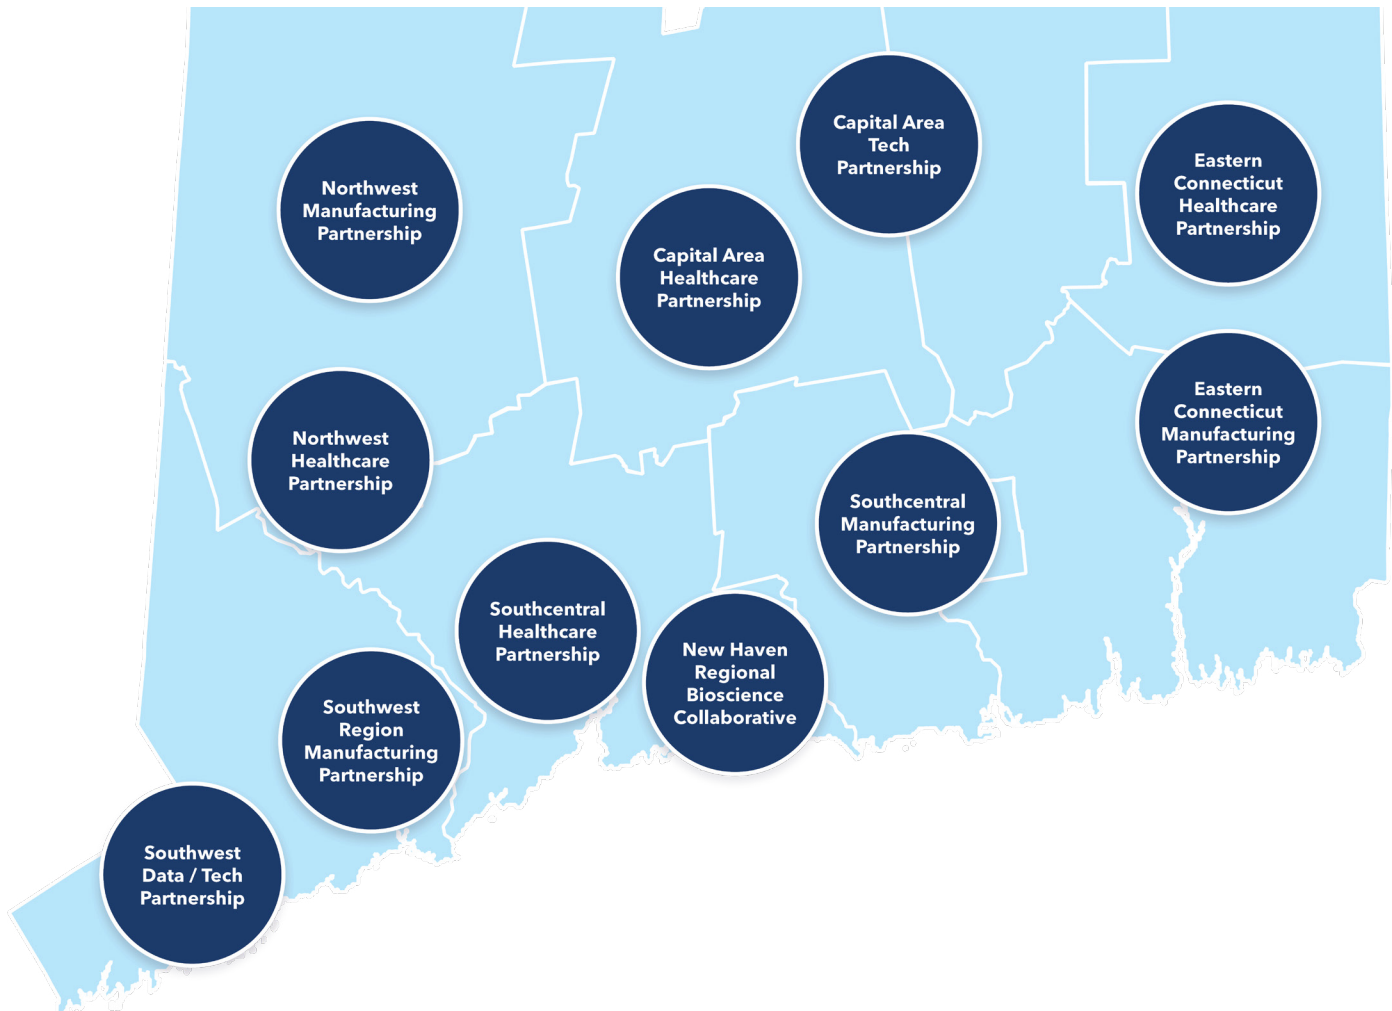 Capital Area
Tech
Partnership
Eastern
Connecticut
Healthcare
Partnership
Northwest
Manufacturing
Partnership
Capital Area
Healthcare
Partnership
Eastern
Connecticut
Manufacturing
Partnership
Northwest
Healthcare
Partnership
Southcentral
Manufacturing
Partnership
Southcentral
Healthcare
Partnership
New Haven
Regional
Bioscience
Collaborative
Southwest
Region
Manufacturing
Partnership
Southwest
Data / Tech
Partnership